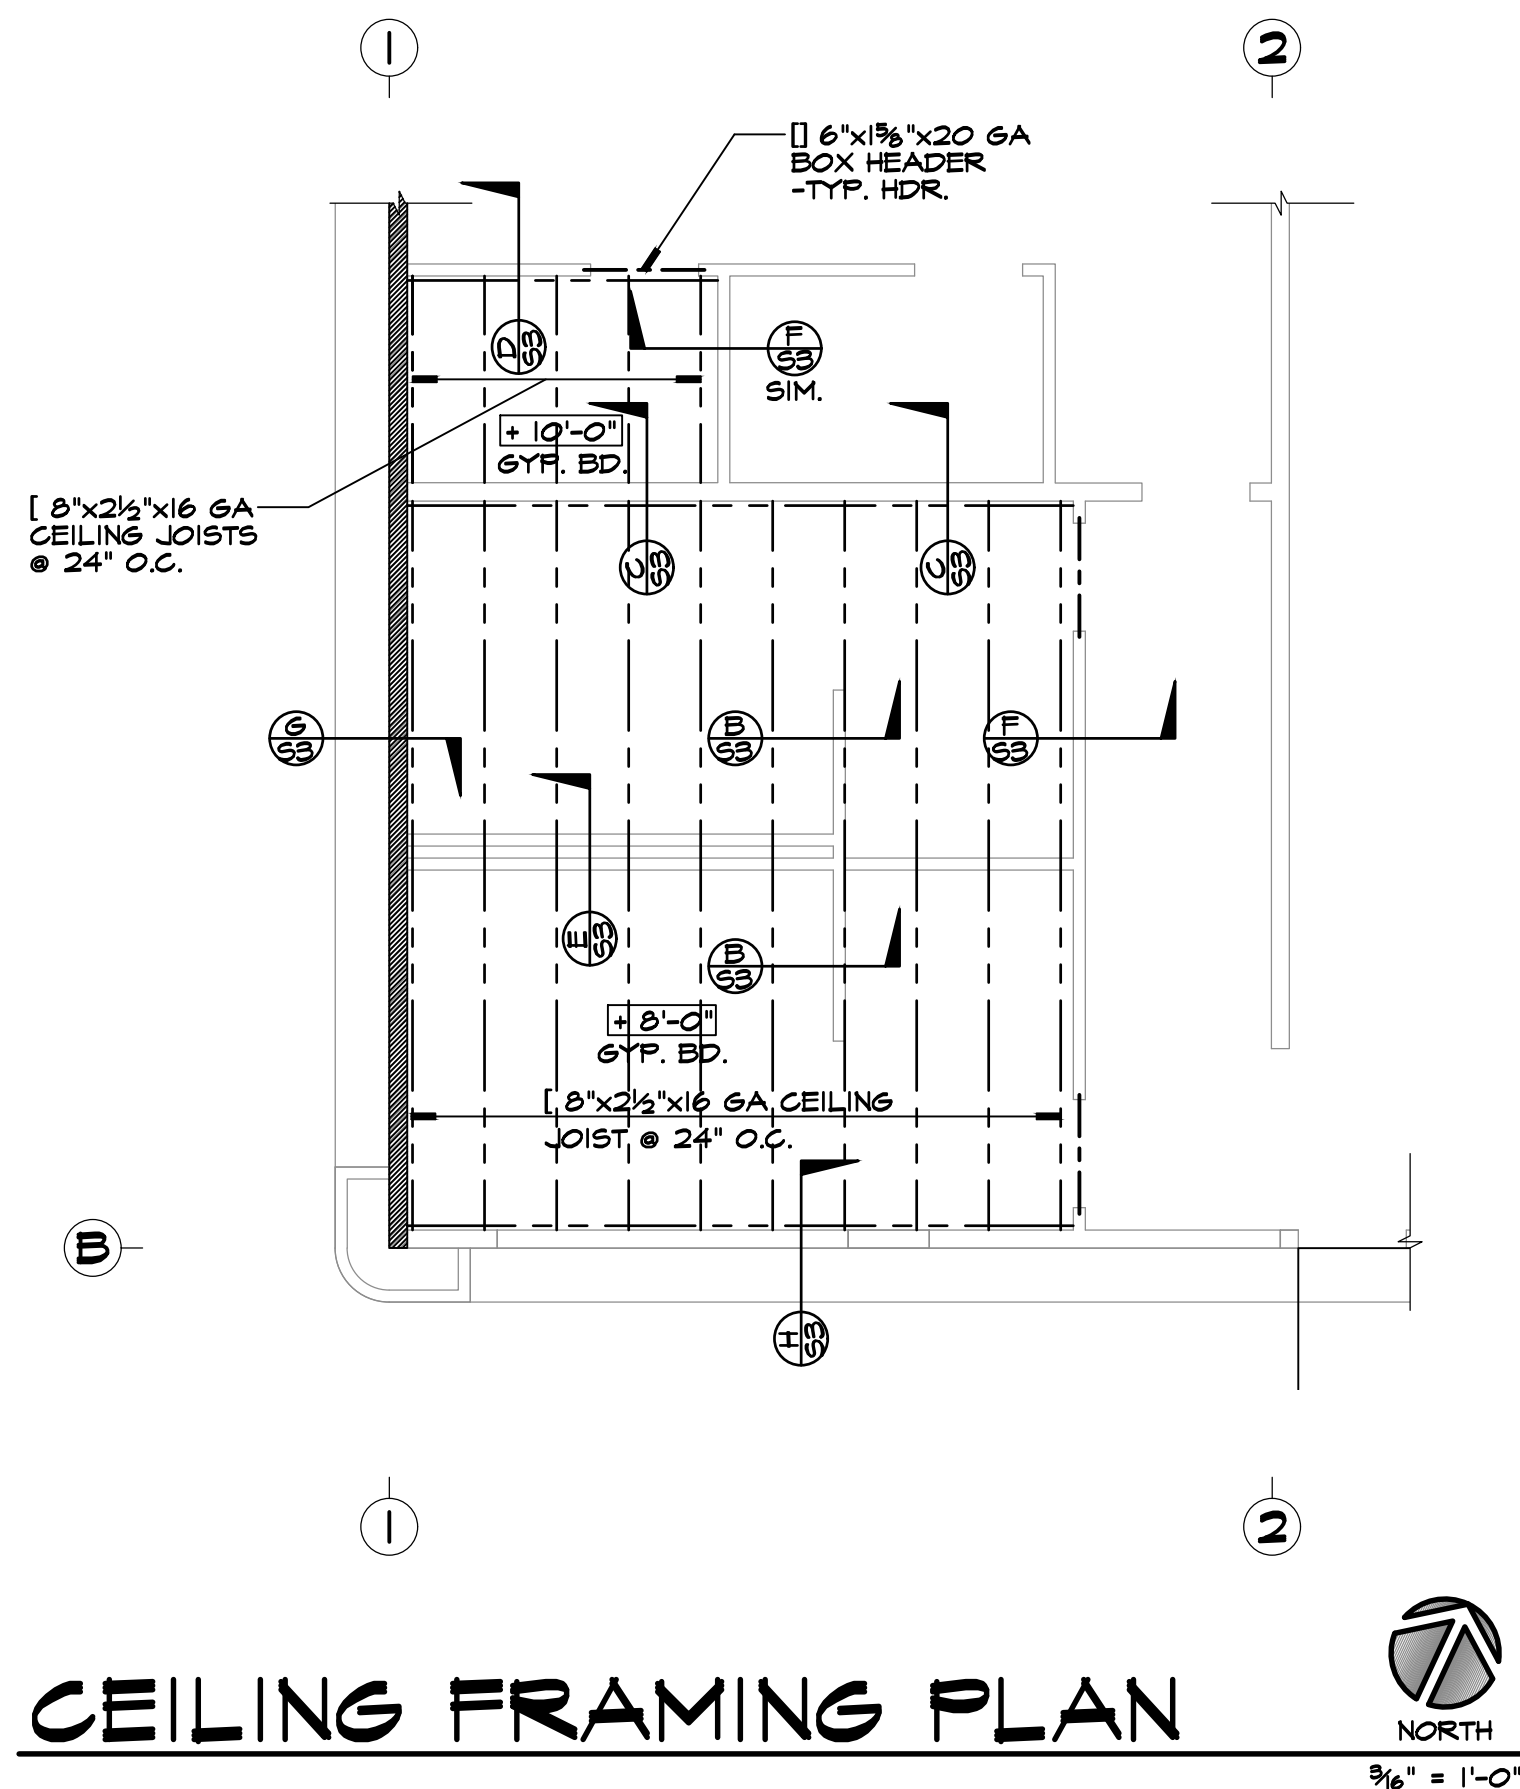 1
2
[] 6"x1⅝"x20 GA
BOX HEADER
-TYP. HDR.
D
S3
F
S3
SIM.
+ 10'-0"
GYP. BD.
[ 8"x2½"x16 GA
CEILING JOISTS
@ 24" O.C.
C
S3
C
S3
G
S3
B
S3
F
S3
E
S3
B
S3
+ 8'-0"
GYP. BD.
[ 8"x2½"x16 GA CEILING
JOIST @ 24" O.C.
B
H
S3
1
2
CEILING FRAMING PLAN
NORTH
3/16" = 1'-0"